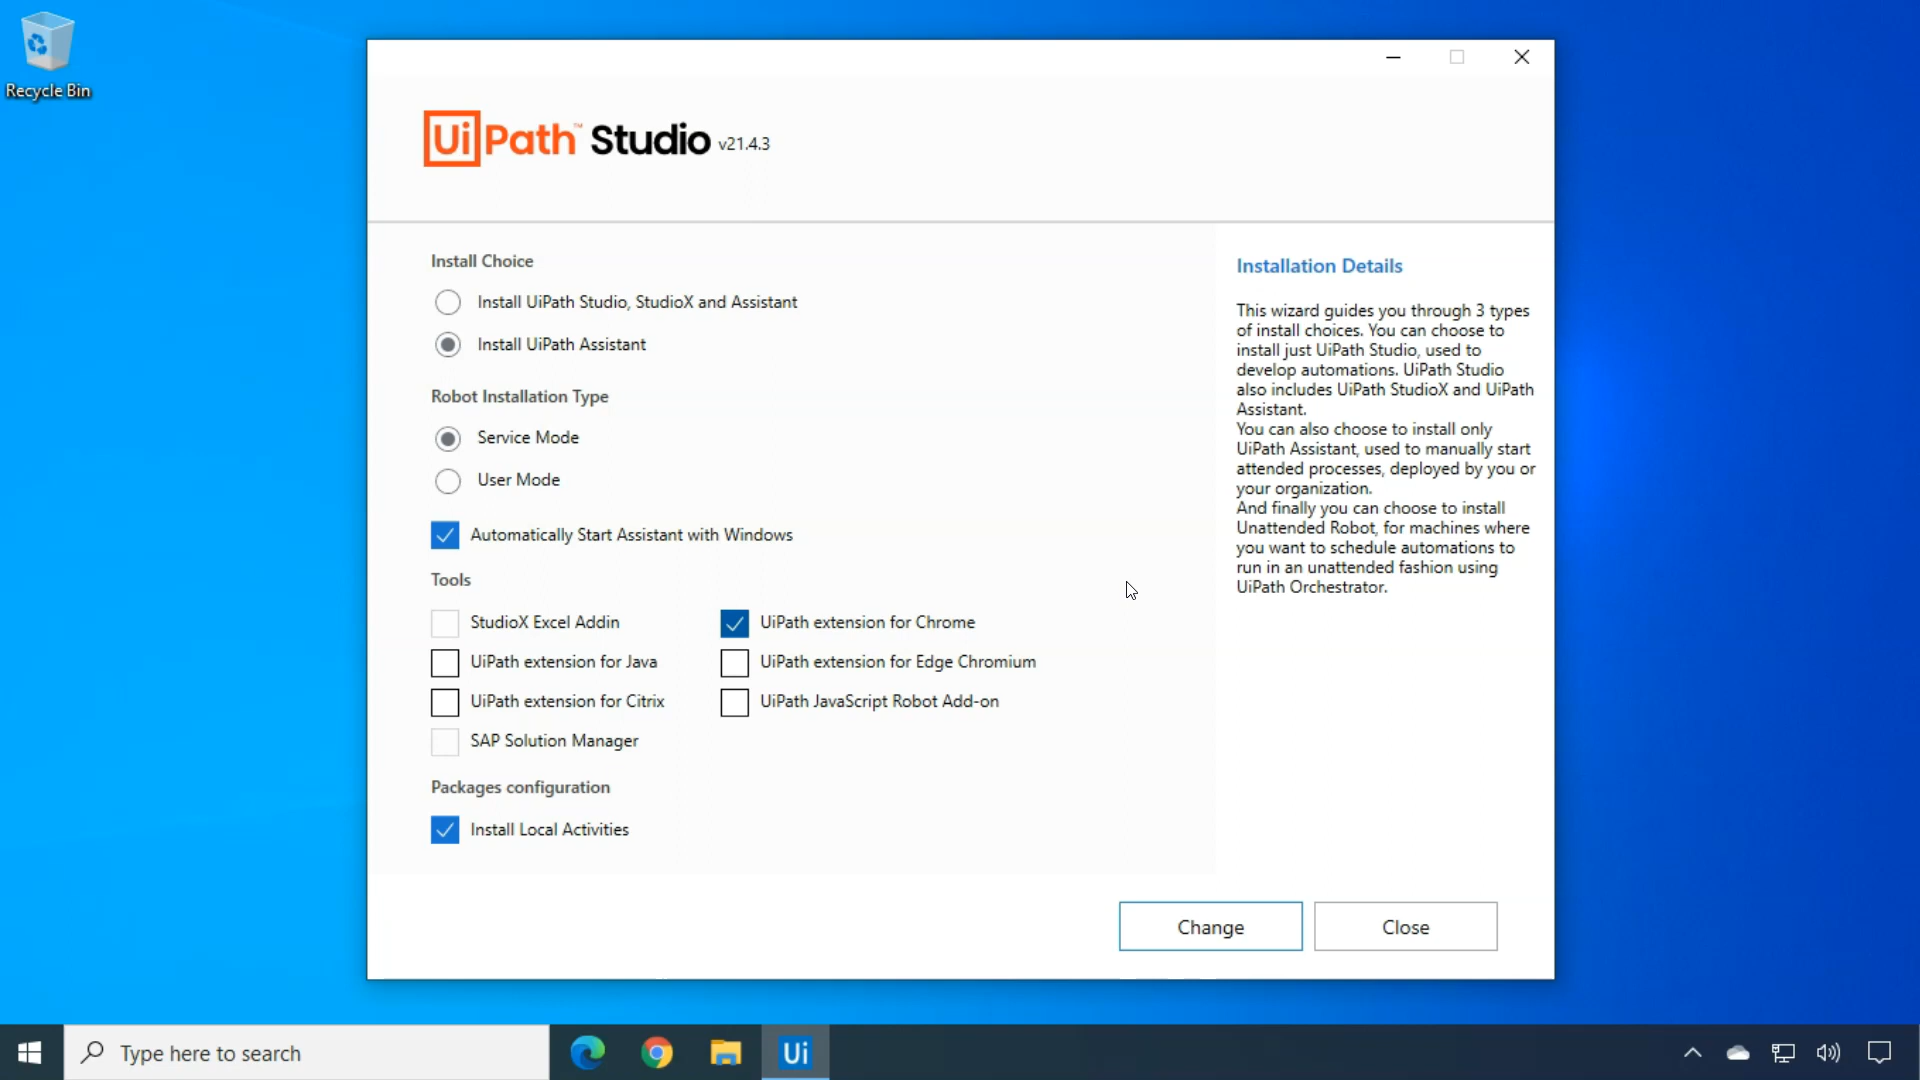 Recycle Bin
UiPath™ Studio v21.4.3
Install Choice
Install UiPath Studio, StudioX and Assistant
Install UiPath Assistant
Robot Installation Type
Service Mode
User Mode
Automatically Start Assistant with Windows
Tools
StudioX Excel Addin
UiPath extension for Chrome
UiPath extension for Java
UiPath extension for Edge Chromium
UiPath extension for Citrix
UiPath JavaScript Robot Add-on
SAP Solution Manager
Packages configuration
Install Local Activities
Installation Details
This wizard guides you through 3 types
of install choices. You can choose to
install just UiPath Studio, used to
develop automations. UiPath Studio
also includes UiPath StudioX and UiPath
Assistant.
You can also choose to install only
UiPath Assistant, used to manually start
attended processes, deployed by you or
your organization.
And finally you can choose to install
Unattended Robot, for machines where
you want to schedule automations to
run in an unattended fashion using
UiPath Orchestrator.
Change
Close
Type here to search
Ui